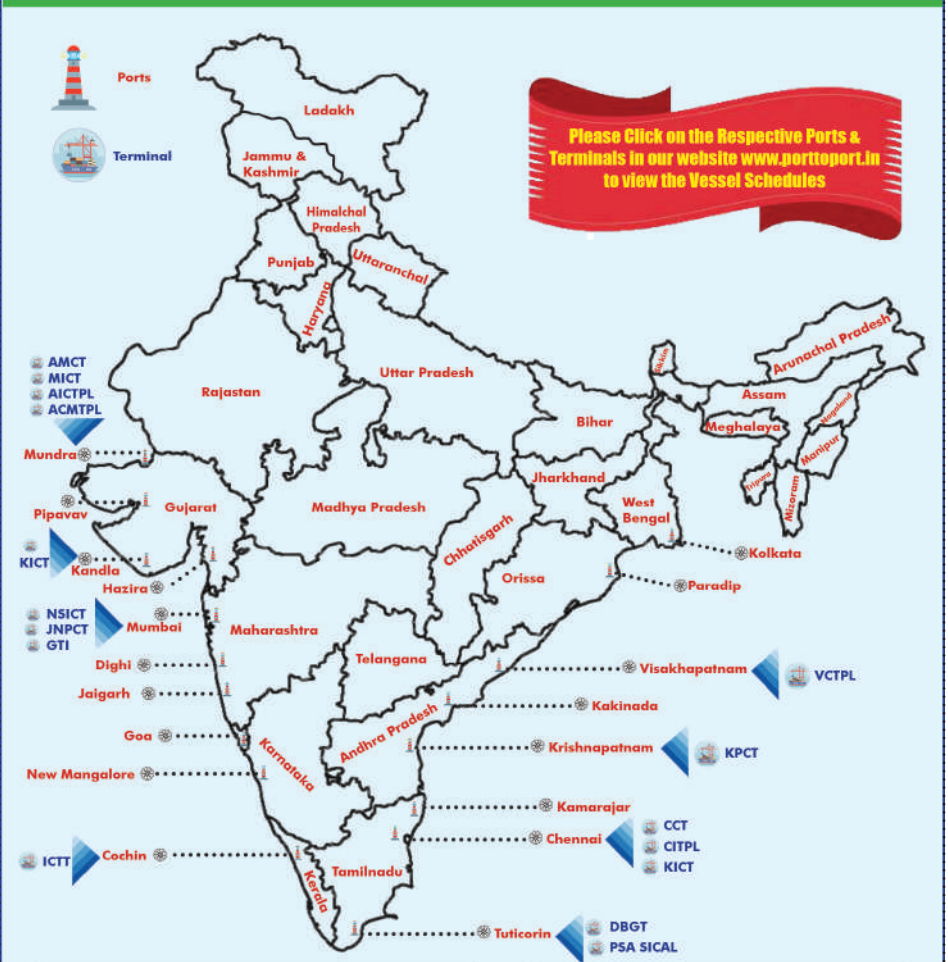 Ports
Terminal
Please Click on the Respective Ports &
Terminals in our website www.porttoport.in
to view the Vessel Schedules
Ladakh
Jammu &
Kashmir
Himalchal
Pradesh
Punjab
Uttaranchal
Haryana
Rajastan
Uttar Pradesh
Sikkim
Arunachal Pradesh
Assam
Nagaland
Meghalaya
Manipur
Tripura
Mizoram
Bihar
Jharkhand
West
Bengal
Gujarat
Madhya Pradesh
Chhatisgarh
Orissa
Maharashtra
Telangana
Andhra Pradesh
Karnataka
Tamilnadu
Kerala
AMCT
MICT
AICTPL
ACMTPL
Mundra
Pipavav
KICT
Kandla
Hazira
NSICT
JNPCT
GTI
Mumbai
Dighi
Jaigarh
Goa
New Mangalore
ICTT
Cochin
Kolkata
Paradip
Visakhapatnam
VCTPL
Kakinada
Krishnapatnam
KPCT
Kamarajar
Chennai
CCT
CITPL
KICT
Tuticorin
DBGT
PSA SICAL